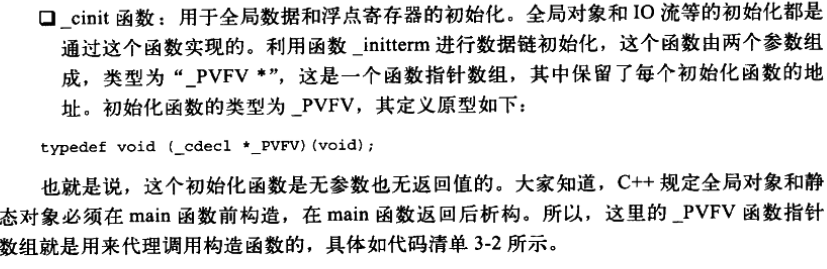 ❑ _cinit 函数：用于全局数据和浮点寄存器的初始化。全局对象和 IO 流等的初始化都是
通过这个函数实现的。利用函数 _initterm 进行数据链初始化，这个函数由两个参数组
成，类型为“_PVFV *”，这是一个函数指针数组，其中保留了每个初始化函数的地
址。初始化函数的类型为 _PVFV，其定义原型如下：
typedef void (_cdecl *_PVFV)(void);
也就是说，这个初始化函数是无参数也无返回值的。大家知道，C++ 规定全局对象和静
态对象必须在 main 函数前构造，在 main 函数返回后析构。所以，这里的 _PVFV 函数指针
数组就是用来代理调用构造函数的，具体如代码清单 3-2 所示。